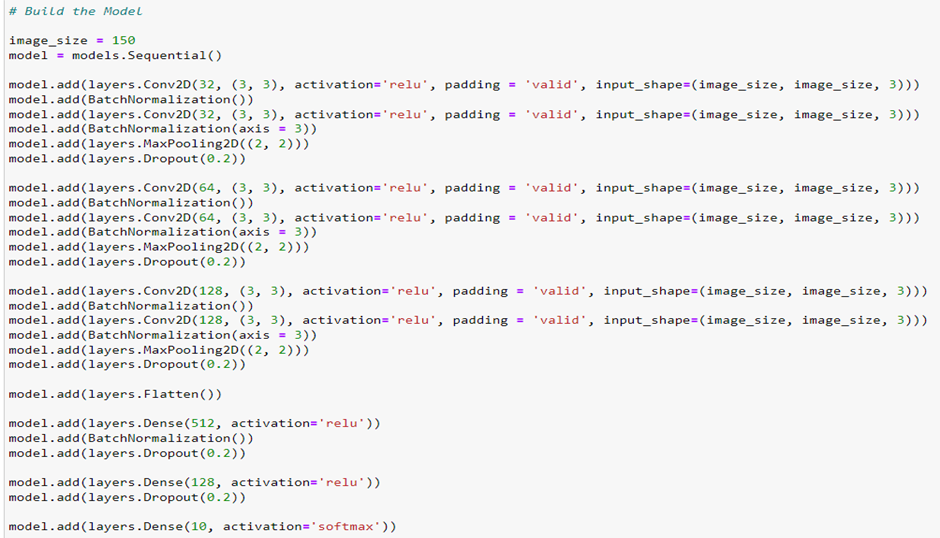 # Build the Model
image_size = 150
model = models.Sequential()
model.add(layers.Conv2D(32, (3, 3), activation='relu', padding = 'valid', input_shape=(image_size, image_size, 3)))
model.add(BatchNormalization())
model.add(layers.Conv2D(32, (3, 3), activation='relu', padding = 'valid', input_shape=(image_size, image_size, 3)))
model.add(BatchNormalization(axis = 3))
model.add(layers.MaxPooling2D((2, 2)))
model.add(layers.Dropout(0.2))
model.add(layers.Conv2D(64, (3, 3), activation='relu', padding = 'valid', input_shape=(image_size, image_size, 3)))
model.add(BatchNormalization())
model.add(layers.Conv2D(64, (3, 3), activation='relu', padding = 'valid', input_shape=(image_size, image_size, 3)))
model.add(BatchNormalization(axis = 3))
model.add(layers.MaxPooling2D((2, 2)))
model.add(layers.Dropout(0.2))
model.add(layers.Conv2D(128, (3, 3), activation='relu', padding = 'valid', input_shape=(image_size, image_size, 3)))
model.add(BatchNormalization())
model.add(layers.Conv2D(128, (3, 3), activation='relu', padding = 'valid', input_shape=(image_size, image_size, 3)))
model.add(BatchNormalization(axis = 3))
model.add(layers.MaxPooling2D((2, 2)))
model.add(layers.Dropout(0.2))
model.add(layers.Flatten())
model.add(layers.Dense(512, activation='relu'))
model.add(BatchNormalization())
model.add(layers.Dropout(0.2))
model.add(layers.Dense(128, activation='relu'))
model.add(layers.Dropout(0.2))
model.add(layers.Dense(10, activation='softmax'))